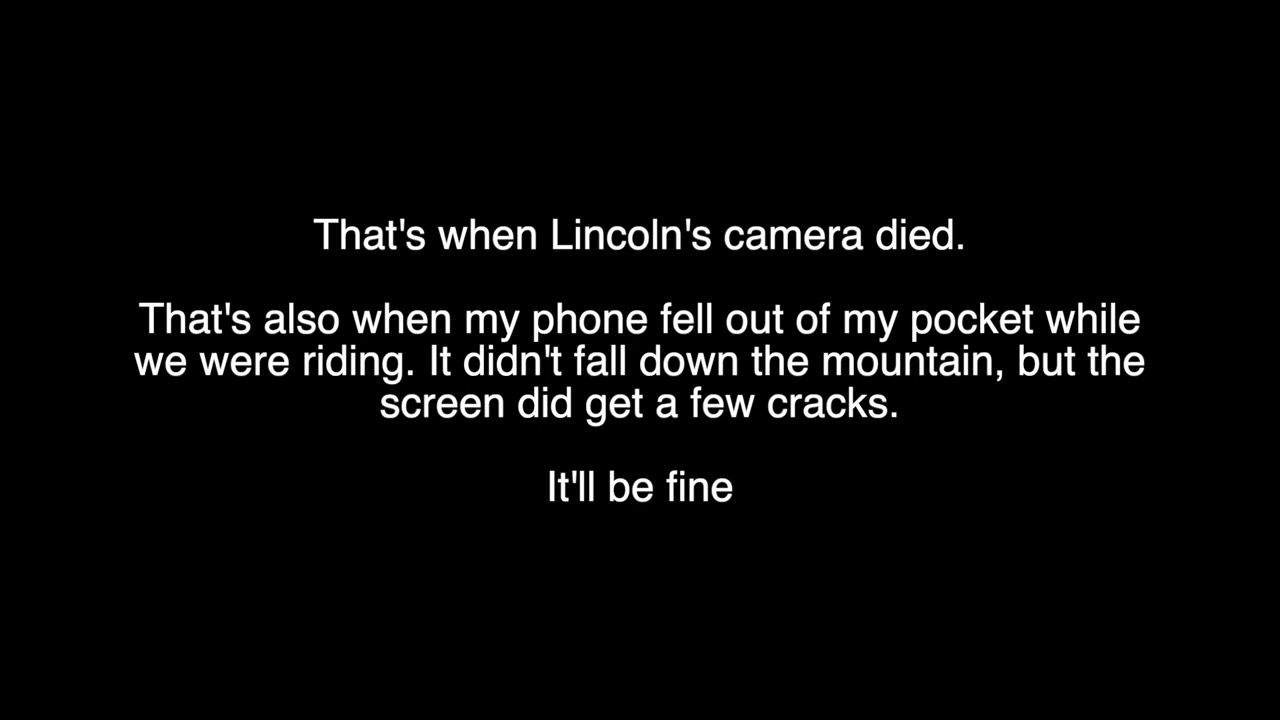 That's when Lincoln's camera died.
That's also when my phone fell out of my pocket while
we were riding. It didn't fall down the mountain, but the
screen did get a few cracks.
It'll be fine